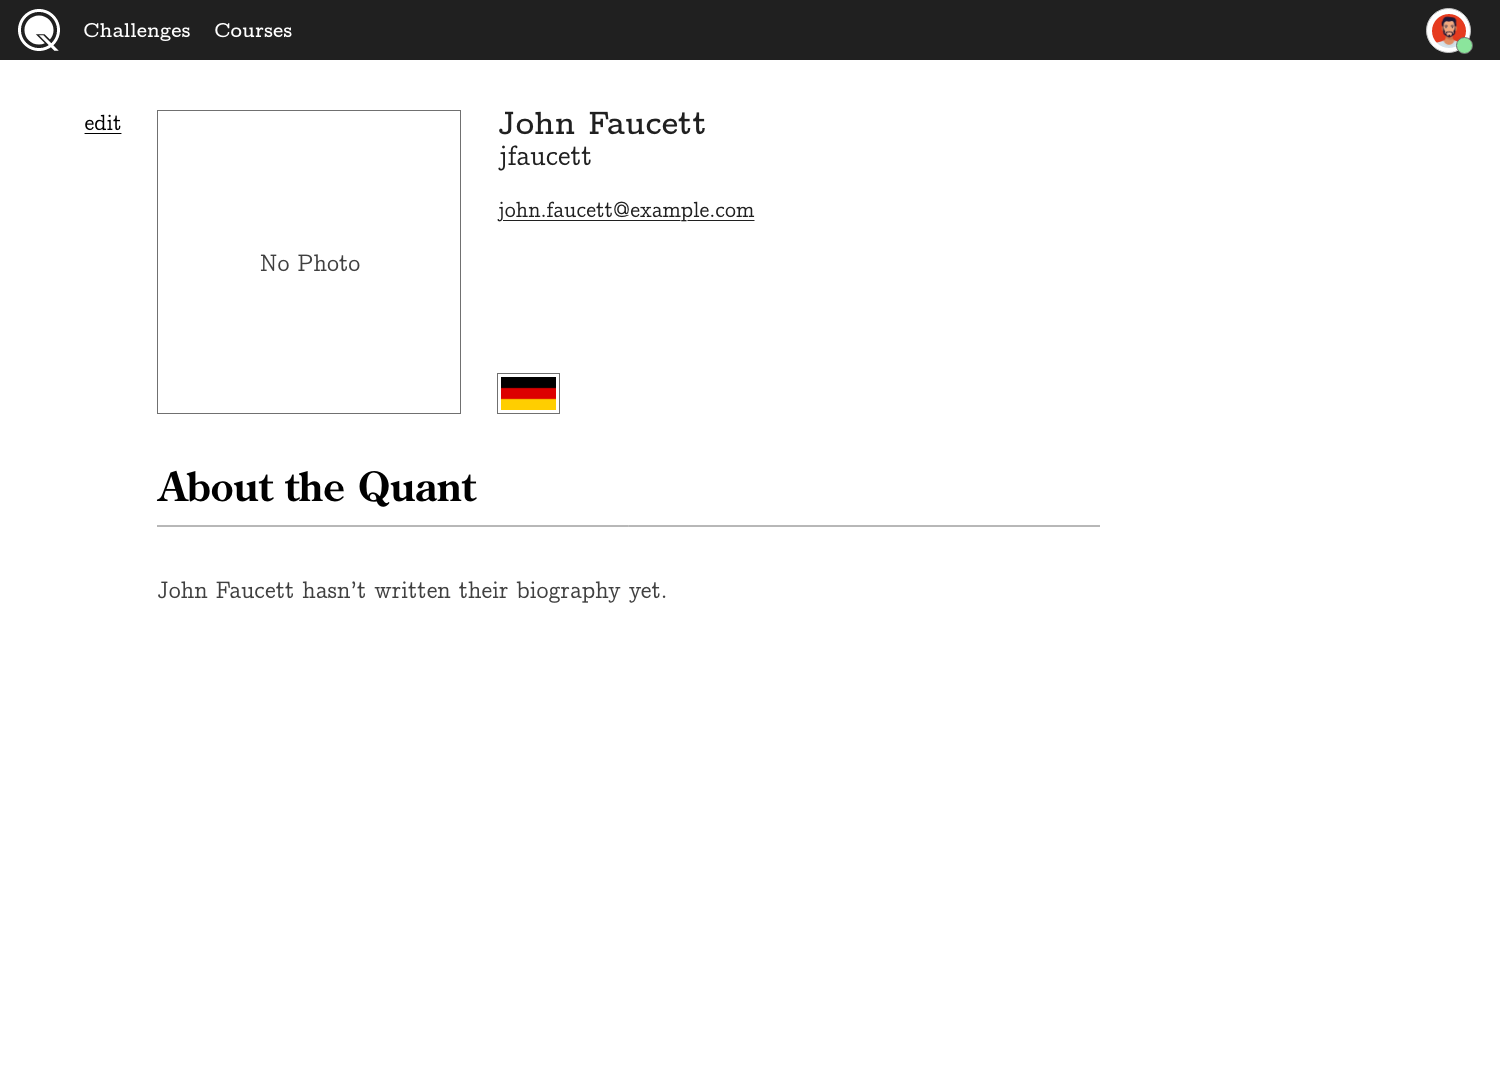 Challenges Courses
edit
No Photo
John Faucett
jfaucett
john.faucett@example.com
About the Quant
John Faucett hasn’t written their biography yet.